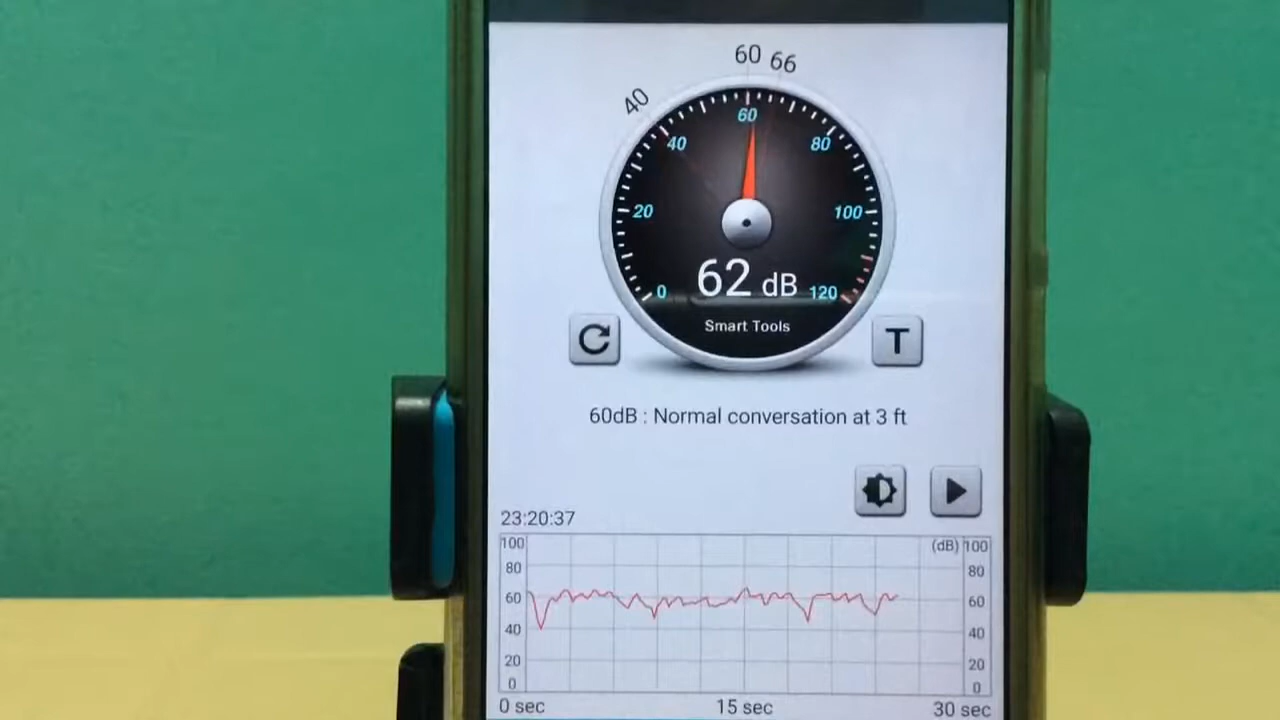 60 66
40
60
40 80
20 100
0 120
62 dB
Smart Tools
T
60dB : Normal conversation at 3 ft
23:20:37
100 (dB) 100
80 80
60 60
40 40
20 20
0 0
0 sec 15 sec 30 sec